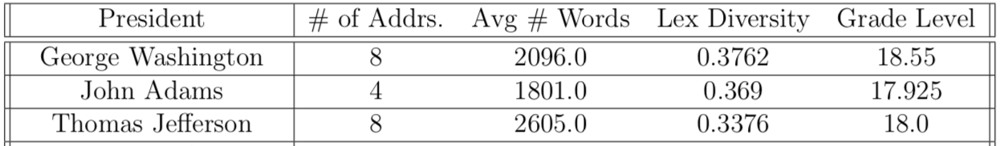 President # of Addrs. Avg # Words Lex Diversity Grade Level
George Washington 8 2096.0 0.3762 18.55
John Adams 4 1801.0 0.369 17.925
Thomas Jefferson 8 2605.0 0.3376 18.0